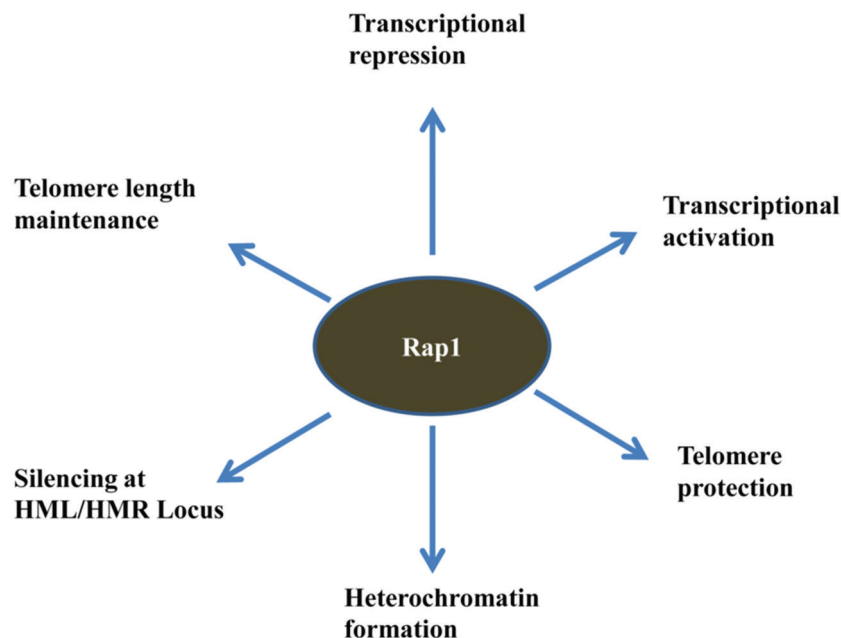 Transcriptional
repression
Telomere length
maintenance
Transcriptional
activation
Rap1
Silencing at
HML/HMR Locus
Telomere
protection
Heterochromatin
formation